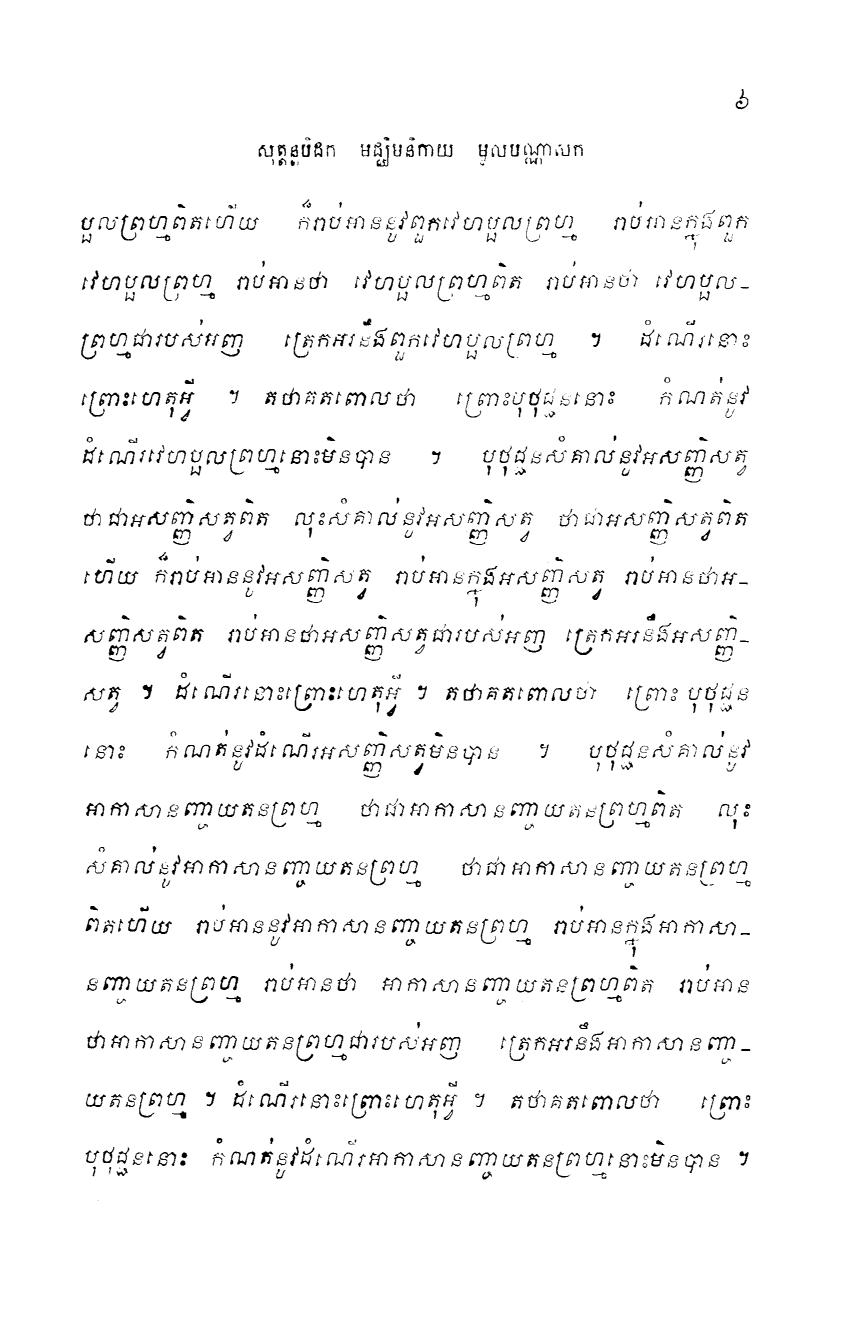 ៦
សុត្តន្តបិដក មជ្ឈិមនិកាយ មូលបណ្ណាសក
ប្ផលព្រហ្មពិតហើយ ក៏រាប់អាននូវពួកវេហប្ផលព្រហ្ម រាប់អានក្នុងពួក
វេហប្ផលព្រហ្ម រាប់អានថា វេហប្ផលព្រហ្មពិត រាប់អានថា វេហប្ផល-
ព្រហ្មជារបស់អញ ត្រេកអរនឹងពួកវេហប្ផលព្រហ្ម ។ ដំណើរនោះ
ព្រោះហេតុអ្វី ។ តថាគតពោលថា ព្រោះបុថុជ្ជននោះ កំណត់នូវ
ដំណើរវេហប្ផលព្រហ្មនោះមិនបាន ។ បុថុជ្ជនសំគាល់នូវអសញ្ញិសត្វ
ថាជាអសញ្ញិសត្វពិត លុះសំគាល់នូវអសញ្ញិសត្វ ថាជាអសញ្ញិសត្វពិត
ហើយ ក៏រាប់អាននូវអសញ្ញិសត្វ រាប់អានក្នុងអសញ្ញិសត្វ រាប់អានថាអ-
សញ្ញិសត្វពិត រាប់អានថាអសញ្ញិសត្វជារបស់អញ ត្រេកអរនឹងអសញ្ញិ-
សត្វ ។ ដំណើរនោះព្រោះហេតុអ្វី ។ តថាគតពោលថា ព្រោះ បុថុជ្ជន
នោះ កំណត់នូវដំណើរអសញ្ញិសត្វមិនបាន ។ បុថុជ្ជនសំគាល់នូវ
អាកាសានញ្ចាយតនព្រហ្ម ថាជាអាកាសានញ្ចាយតនព្រហ្មពិត លុះ
សំគាល់នូវអាកាសានញ្ចាយតនព្រហ្ម ថាជាអាកាសានញ្ចាយតនព្រហ្ម
ពិតហើយ រាប់អាននូវអាកាសានញ្ចាយតនព្រហ្ម រាប់អានក្នុងអាកាសា-
នញ្ចាយតនព្រហ្ម រាប់អានថា អាកាសានញ្ចាយតនព្រហ្មពិត រាប់អាន
ថាអាកាសានញ្ចាយតនព្រហ្មជារបស់អញ ត្រេកអរនឹងអាកាសានញ្ចា-
យតនព្រហ្ម ។ ដំណើរនោះព្រោះហេតុអ្វី ។ តថាគតពោលថា ព្រោះ
បុថុជ្ជននោះ កំណត់នូវដំណើរអាកាសានញ្ចាយតនព្រហ្មនោះមិនបាន ។